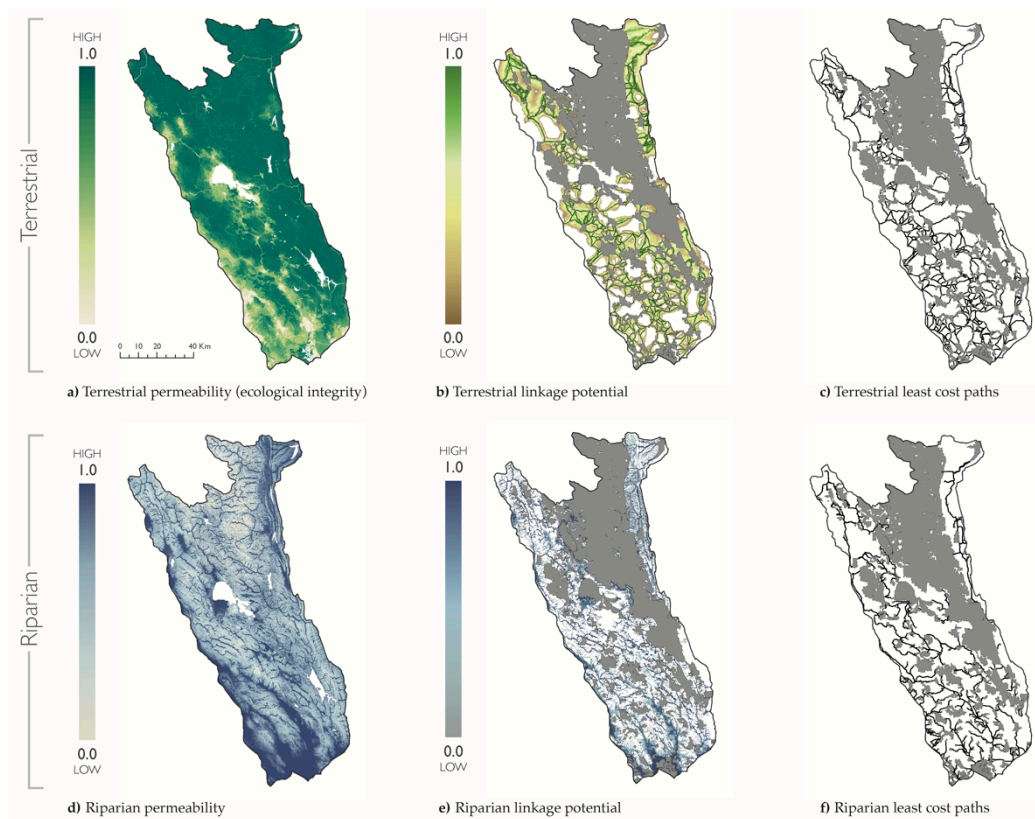 Terrestrial
HIGH
1.0
0.0
LOW
0 10 20 40 Km
a) Terrestrial permeability (ecological integrity)
HIGH
1.0
0.0
LOW
b) Terrestrial linkage potential
c) Terrestrial least cost paths
Riparian
HIGH
1.0
0.0
LOW
d) Riparian permeability
HIGH
1.0
0.0
LOW
e) Riparian linkage potential
f) Riparian least cost paths